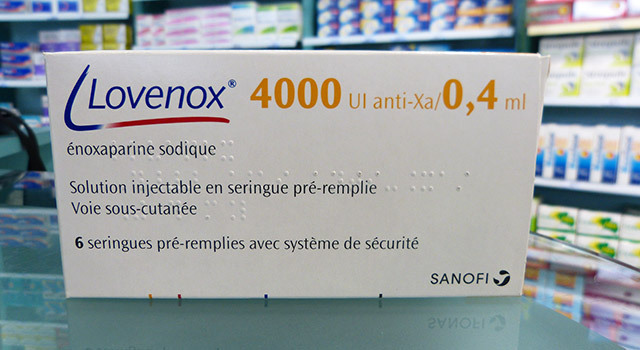 Lovenox® 4000 UI anti-Xa/0,4 ml
énoxaparine sodique
Solution injectable en seringue pré-remplie
Voie sous-cutanée
6 seringues pré-remplies avec système de sécurité
SANOFI